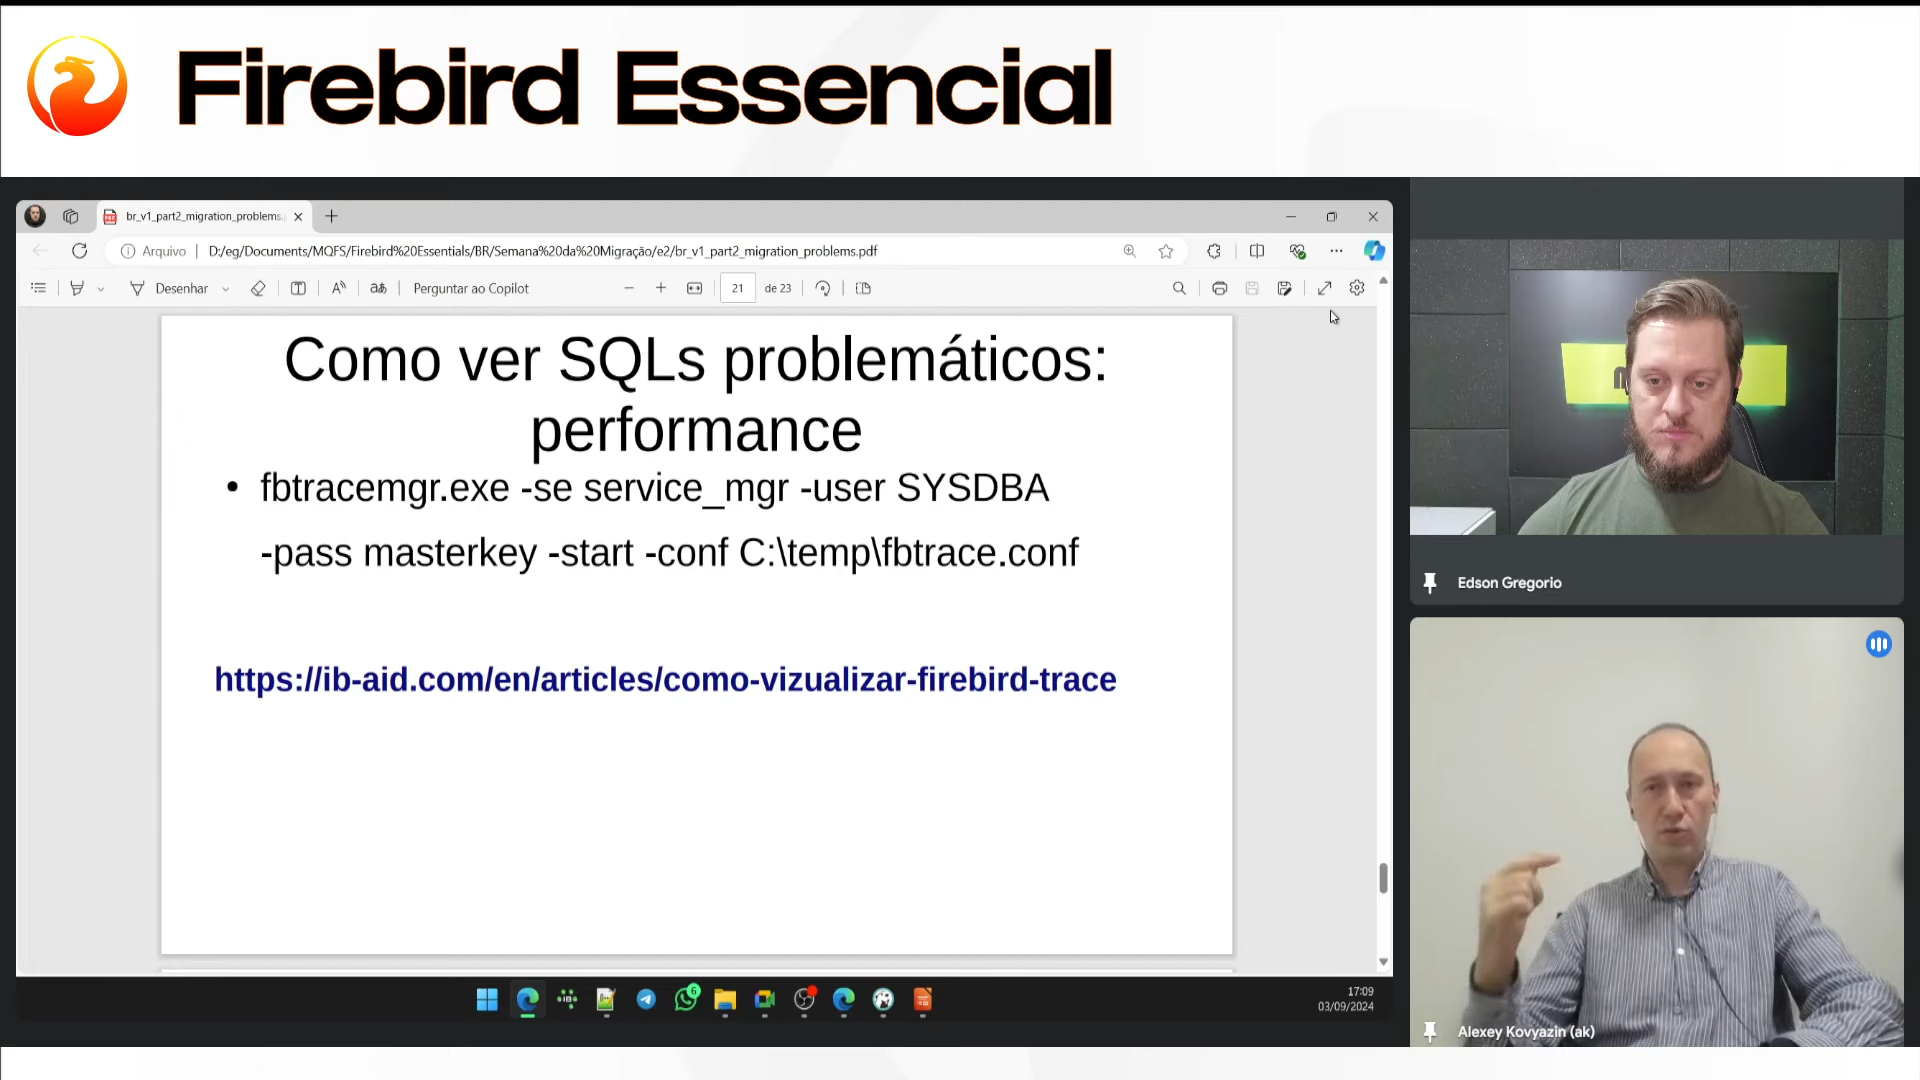 Firebird Essencial
br_v1_part2_migration_problems.
Arquivo
D:/eg/Documents/MQFS/Firebird%20Essentials/BR/Semana%20da%20Migração/e2/br_v1_part2_migration_problems.pdf
Desenhar
Perguntar ao Copilot
21
de 23
Como ver SQLs problemáticos:
performance
• fbtracemgr.exe -se service_mgr -user SYSDBA
-pass masterkey -start -conf C:\temp\fbtrace.conf
https://ib-aid.com/en/articles/como-vizualizar-firebird-trace
6
17:09
03/09/2024
Edson Gregorio
Alexey Kovyazin (ak)